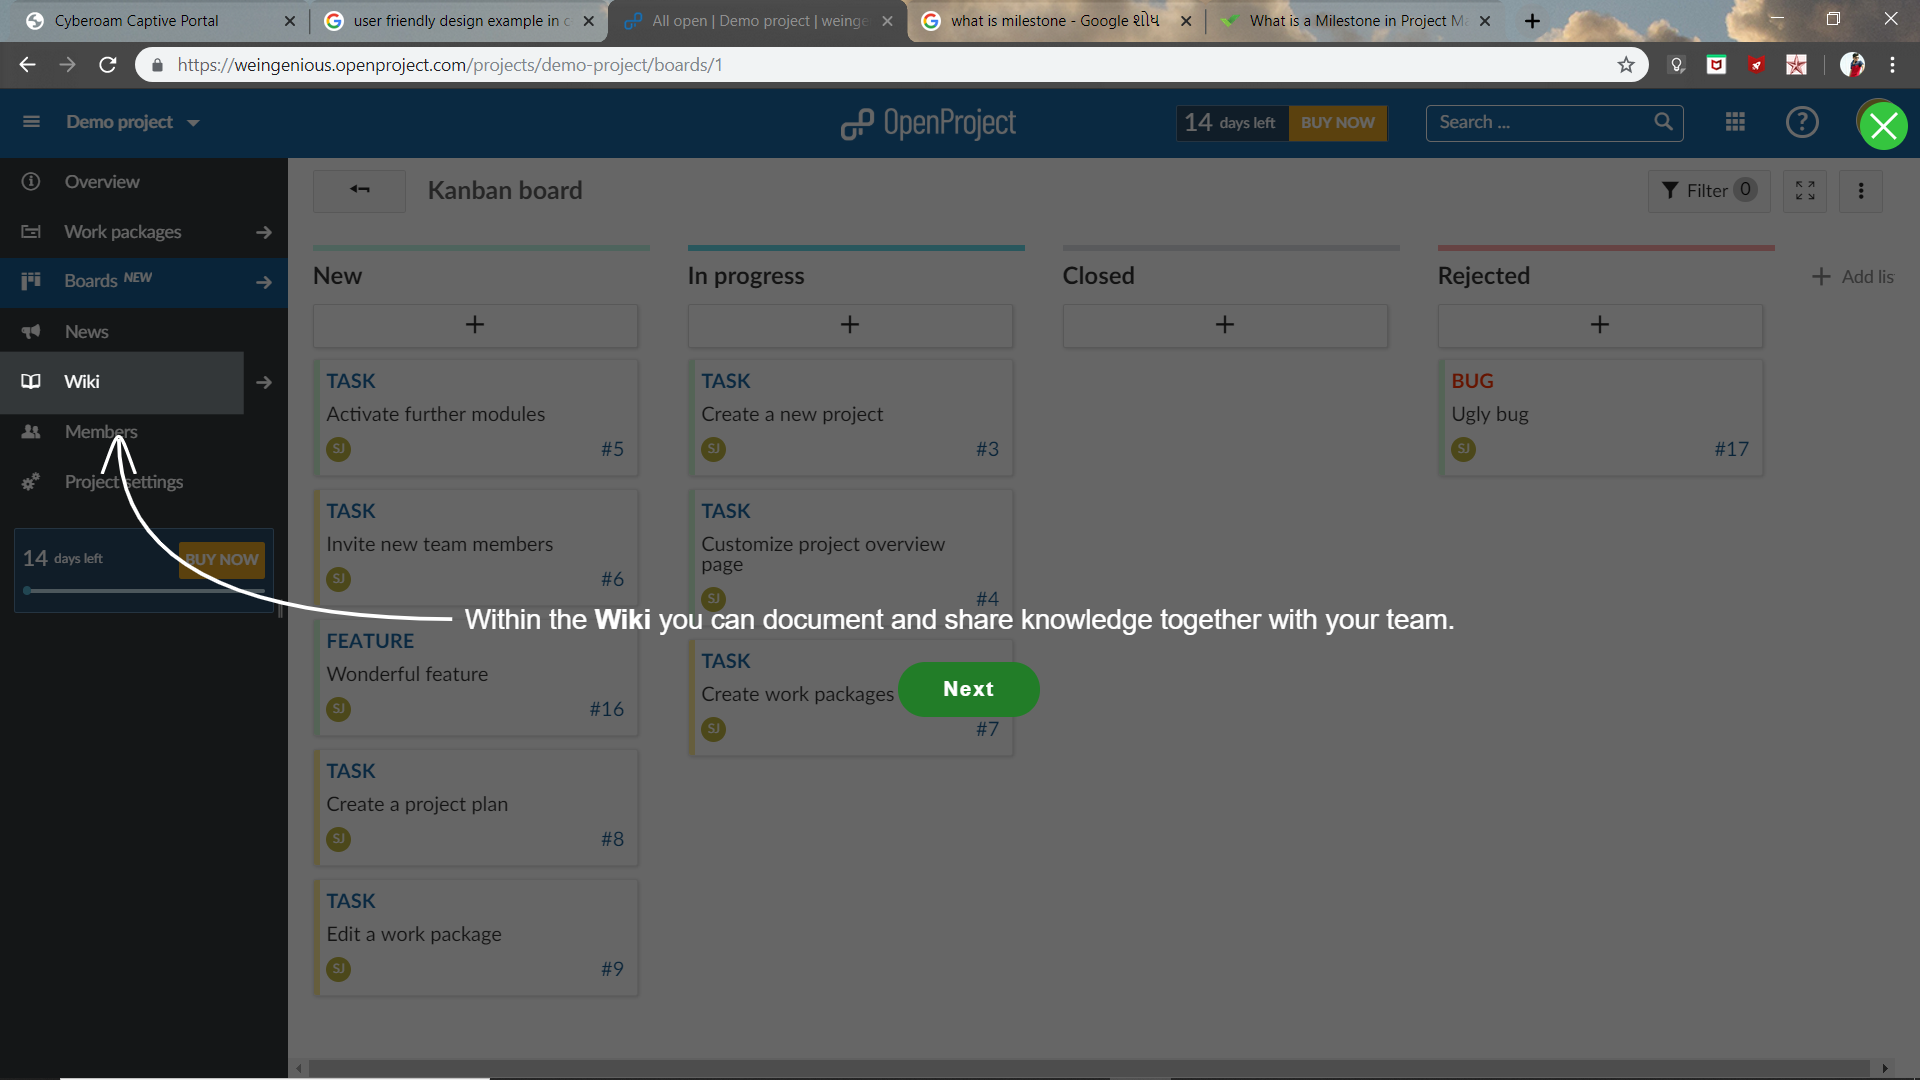 Cyberoam Captive Portal
user friendly design example in c
All open | Demo project | weinge
what is milestone - Google શોધ
What is a Milestone in Project Ma
https://weingenious.openproject.com/projects/demo-project/boards/1
Demo project
OpenProject
14 days left
BUY NOW
Search ...
Overview
Work packages
Boards NEW
News
Wiki
Members
Project settings
14 days left
BUY NOW
Kanban board
Filter 0
New
TASK
Activate further modules
SJ
#5
TASK
Invite new team members
SJ
#6
FEATURE
Wonderful feature
SJ
#16
TASK
Create a project plan
SJ
#8
TASK
Edit a work package
SJ
#9
In progress
TASK
Create a new project
SJ
#3
TASK
Customize project overview
page
SJ
#4
TASK
Create work packages
SJ
#7
Closed
Rejected
BUG
Ugly bug
SJ
#17
Add lis
Within the Wiki you can document and share knowledge together with your team.
Next